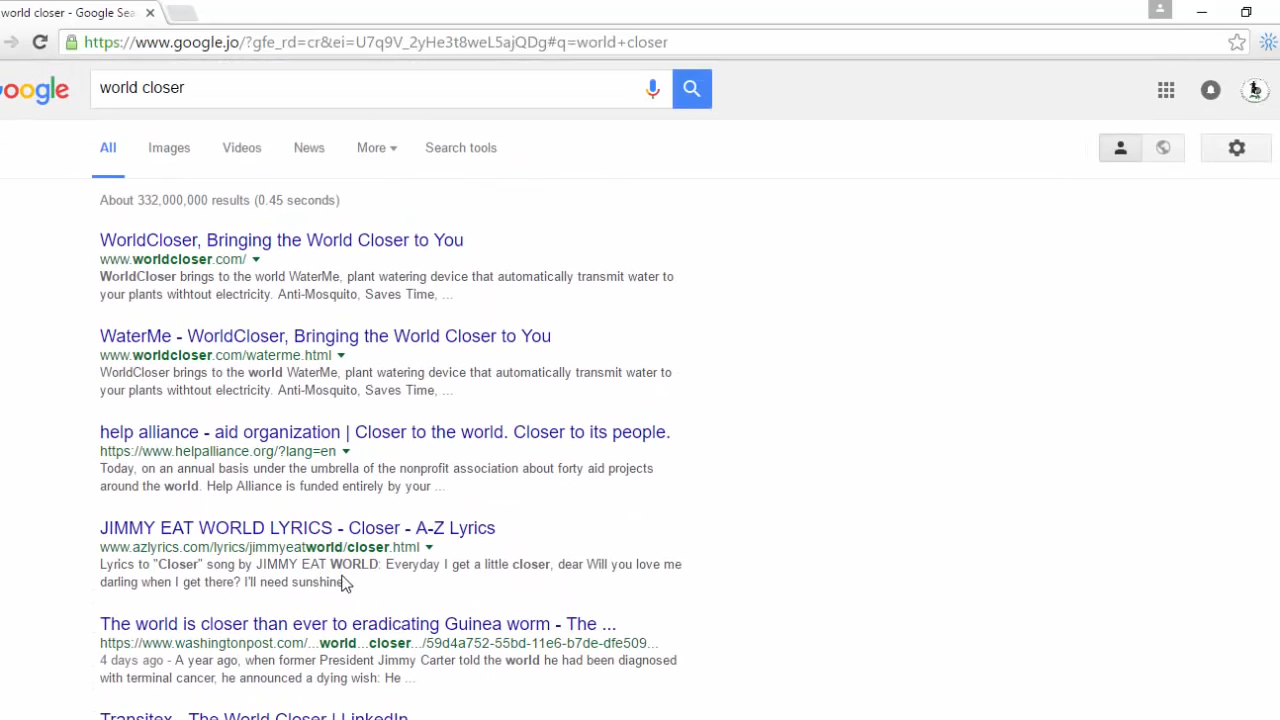 world closer - Google Sea
https://www.google.jo/?gfe_rd=cr&ei=U7q9V_2yHe3t8weL5ajQDg#q=world+closer
oogle
world closer
All Images Videos News More Search tools
About 332,000,000 results (0.45 seconds)
WorldCloser, Bringing the World Closer to You
www.worldcloser.com/
WorldCloser brings to the world WaterMe, plant watering device that automatically transmit water to
your plants withtout electricity. Anti-Mosquito, Saves Time, ...
WaterMe - WorldCloser, Bringing the World Closer to You
www.worldcloser.com/waterme.html
WorldCloser brings to the world WaterMe, plant watering device that automatically transmit water to
your plants withtout electricity. Anti-Mosquito, Saves Time, ...
help alliance - aid organization | Closer to the world. Closer to its people.
https://www.helpalliance.org/?lang=en
Today, on an annual basis under the umbrella of the nonprofit association about forty aid projects
around the world. Help Alliance is funded entirely by your ...
JIMMY EAT WORLD LYRICS - Closer - A-Z Lyrics
www.azlyrics.com/lyrics/jimmyeatworld/closer.html
Lyrics to "Closer" song by JIMMY EAT WORLD: Everyday I get a little closer, dear Will you love me
darling when I get there? I'll need sunshine
The world is closer than ever to eradicating Guinea worm - The ...
https://www.washingtonpost.com/...world...closer.../59d4a752-55bd-11e6-b7de-dfe509...
4 days ago - A year ago, when former President Jimmy Carter told the world he had been diagnosed
with terminal cancer, he announced a dying wish: He ...
Transitex - The World Closer | LinkedIn